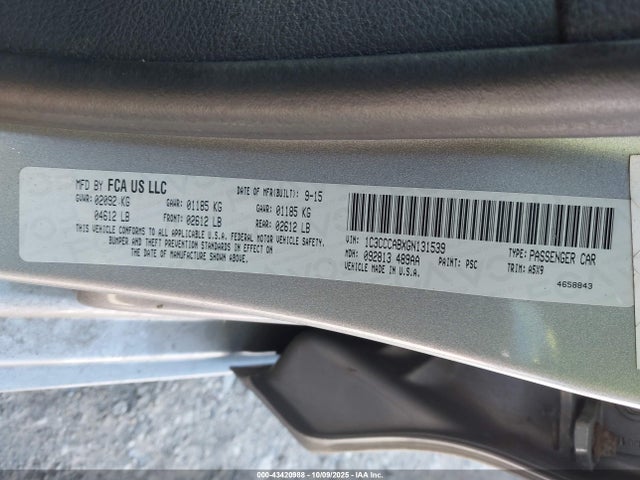 MFD BY FCA US LLC DATE OF MFR(BUILT): 9-15
GVWR: 02092 KG GAWR: 01185 KG GAWR: 01185 KG
04612 LB FRONT: 02612 LB REAR: 02612 LB
THIS VEHICLE CONFORMS TO ALL APPLICABLE U.S.A. FEDERAL MOTOR VEHICLE SAFETY,
BUMPER AND THEFT PREVENTION STANDARDS IN EFFECT ON
THE DATE OF MANUFACTURE SHOWN ABOVE.
VIN: 1C3CCCABXGN131539 TYPE: PASSENGER CAR
MDH: 092813 489AA PAINT: PSC TRIM: A5X9
VEHICLE MADE IN U.S.A.
4658843
000-43420988 | 10/09/2025 | IAA Inc.